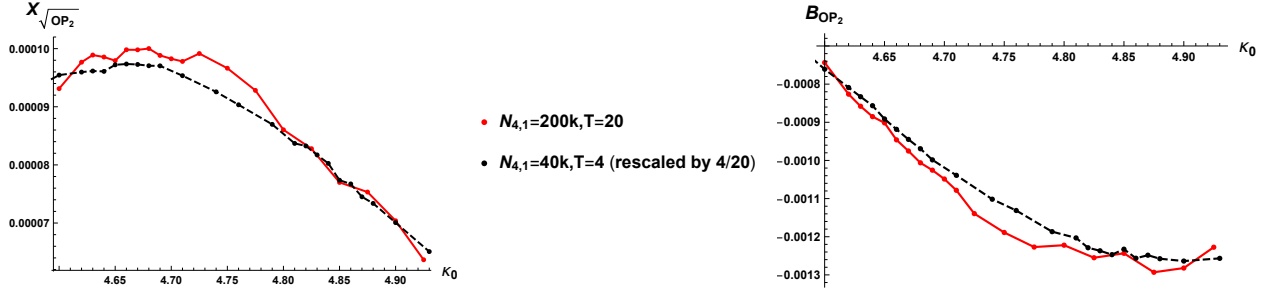 X√OP₂
0.00010
0.00009
0.00008
0.00007
4.65 4.70 4.75 4.80 4.85 4.90 κ₀
N₄,₁=200k,T=20
N₄,₁=40k,T=4 (rescaled by 4/20)
B_OP₂
4.65 4.70 4.75 4.80 4.85 4.90 κ₀
-0.0008
-0.0009
-0.0010
-0.0011
-0.0012
-0.0013